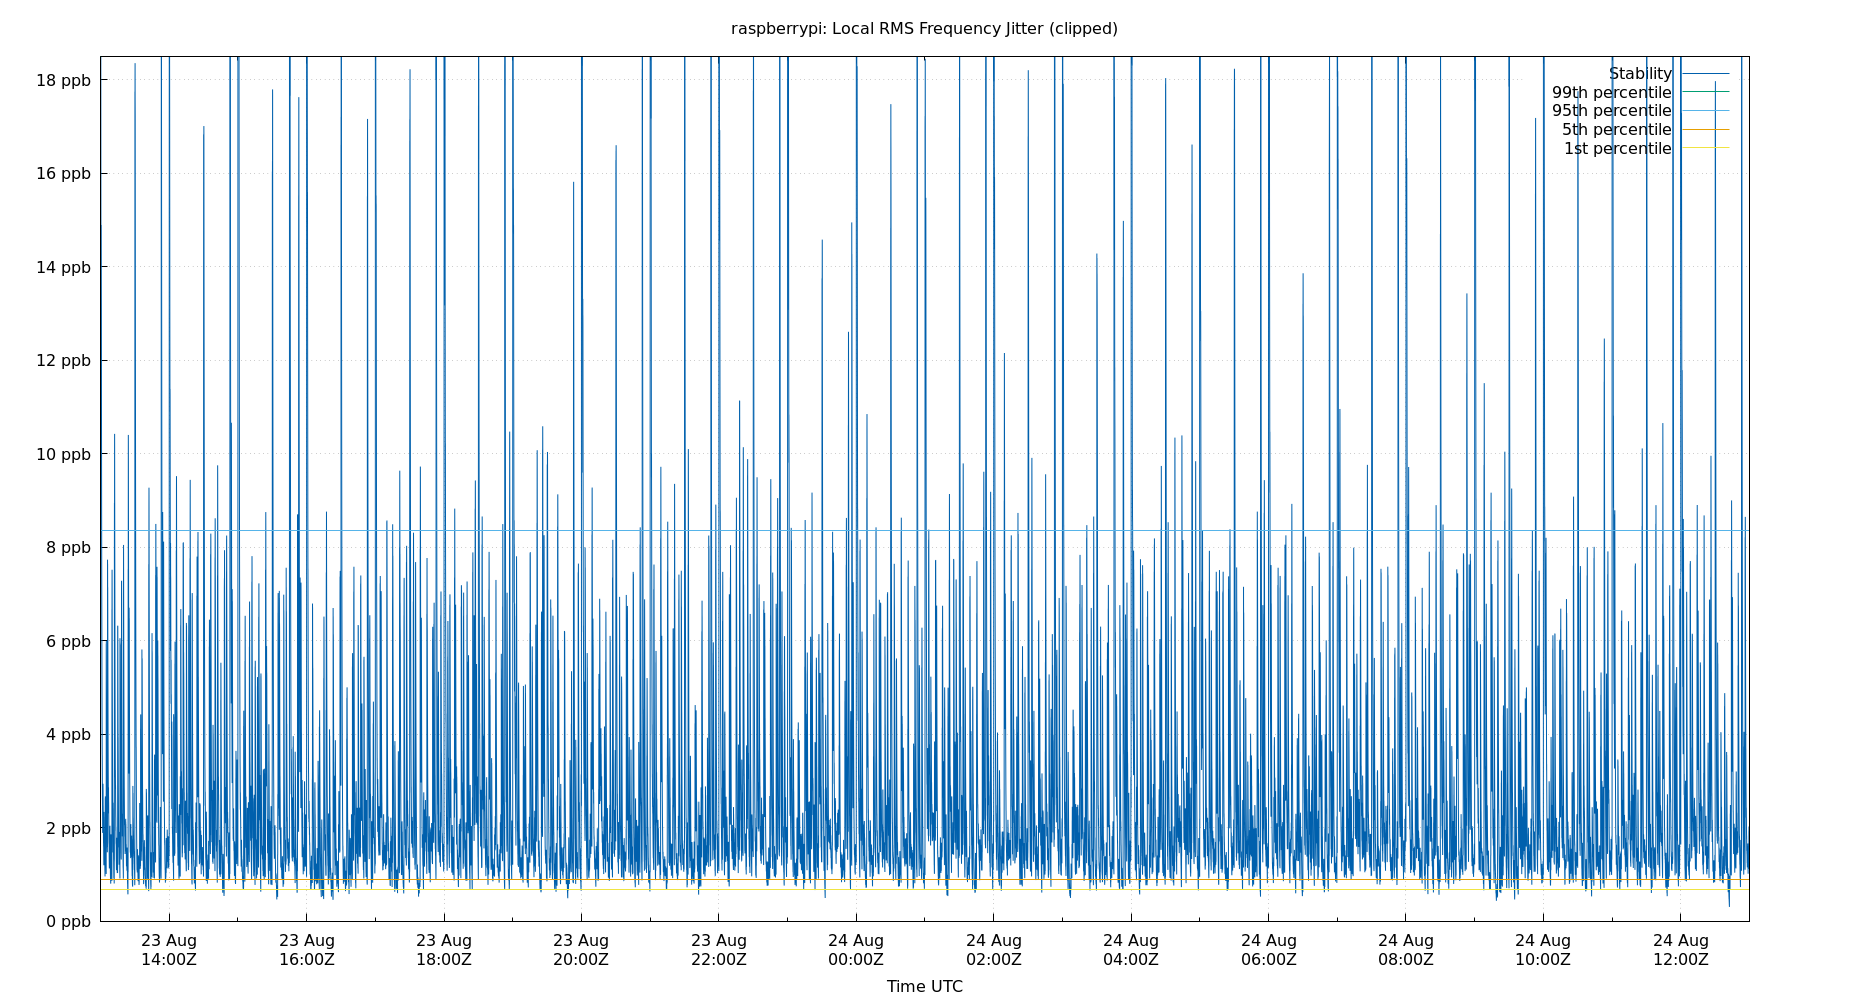 raspberrypi: Local RMS Frequency Jitter (clipped)
18 ppb
16 ppb
14 ppb
12 ppb
10 ppb
8 ppb
6 ppb
4 ppb
2 ppb
0 ppb
Stability
99th percentile
95th percentile
5th percentile
1st percentile
23 Aug 23 Aug 23 Aug 23 Aug 23 Aug 24 Aug 24 Aug 24 Aug 24 Aug 24 Aug 24 Aug 24 Aug
14:00Z 16:00Z 18:00Z 20:00Z 22:00Z 00:00Z 02:00Z 04:00Z 06:00Z 08:00Z 10:00Z 12:00Z
Time UTC